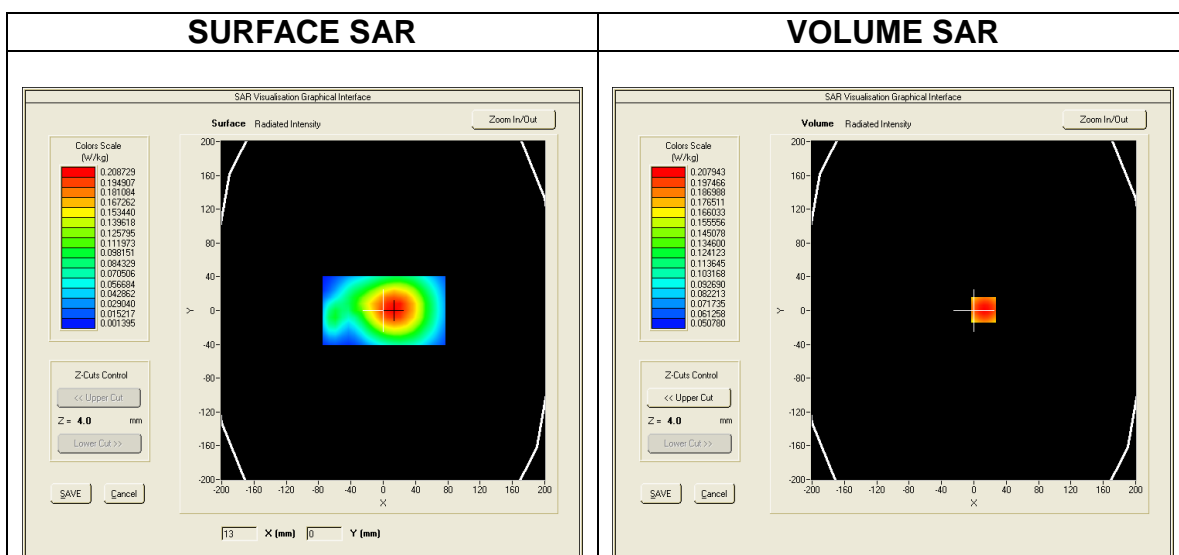 SURFACE SAR
VOLUME SAR
SAR Visualisation Graphical Interface
Surface Radiated Intensity
Zoom In/Out
Colors Scale
(W/kg)
0.208729
0.194907
0.181084
0.167262
0.153440
0.139618
0.125795
0.111973
0.098151
0.084329
0.070506
0.056684
0.042862
0.029040
0.015217
0.001395
200
160
120
80
40
0
-40
-80
-120
-160
-200
Y
-200 -160 -120 -80 -40 0 40 80 120 160 200
X
Z-Cuts Control
<< Upper Cut
Z = 4.0 mm
Lower Cut >>
SAVE Cancel
13 X (mm) 0 Y (mm)
SAR Visualisation Graphical Interface
Volume Radiated Intensity
Zoom In/Out
Colors Scale
(W/kg)
0.207943
0.197466
0.186988
0.176511
0.166033
0.155556
0.145078
0.134600
0.124123
0.113645
0.103168
0.092690
0.082213
0.071735
0.061258
0.050780
200
160
120
80
40
0
-40
-80
-120
-160
-200
Y
-200 -160 -120 -80 -40 0 40 80 120 160 200
X
Z-Cuts Control
<< Upper Cut
Z = 4.0 mm
Lower Cut >>
SAVE Cancel